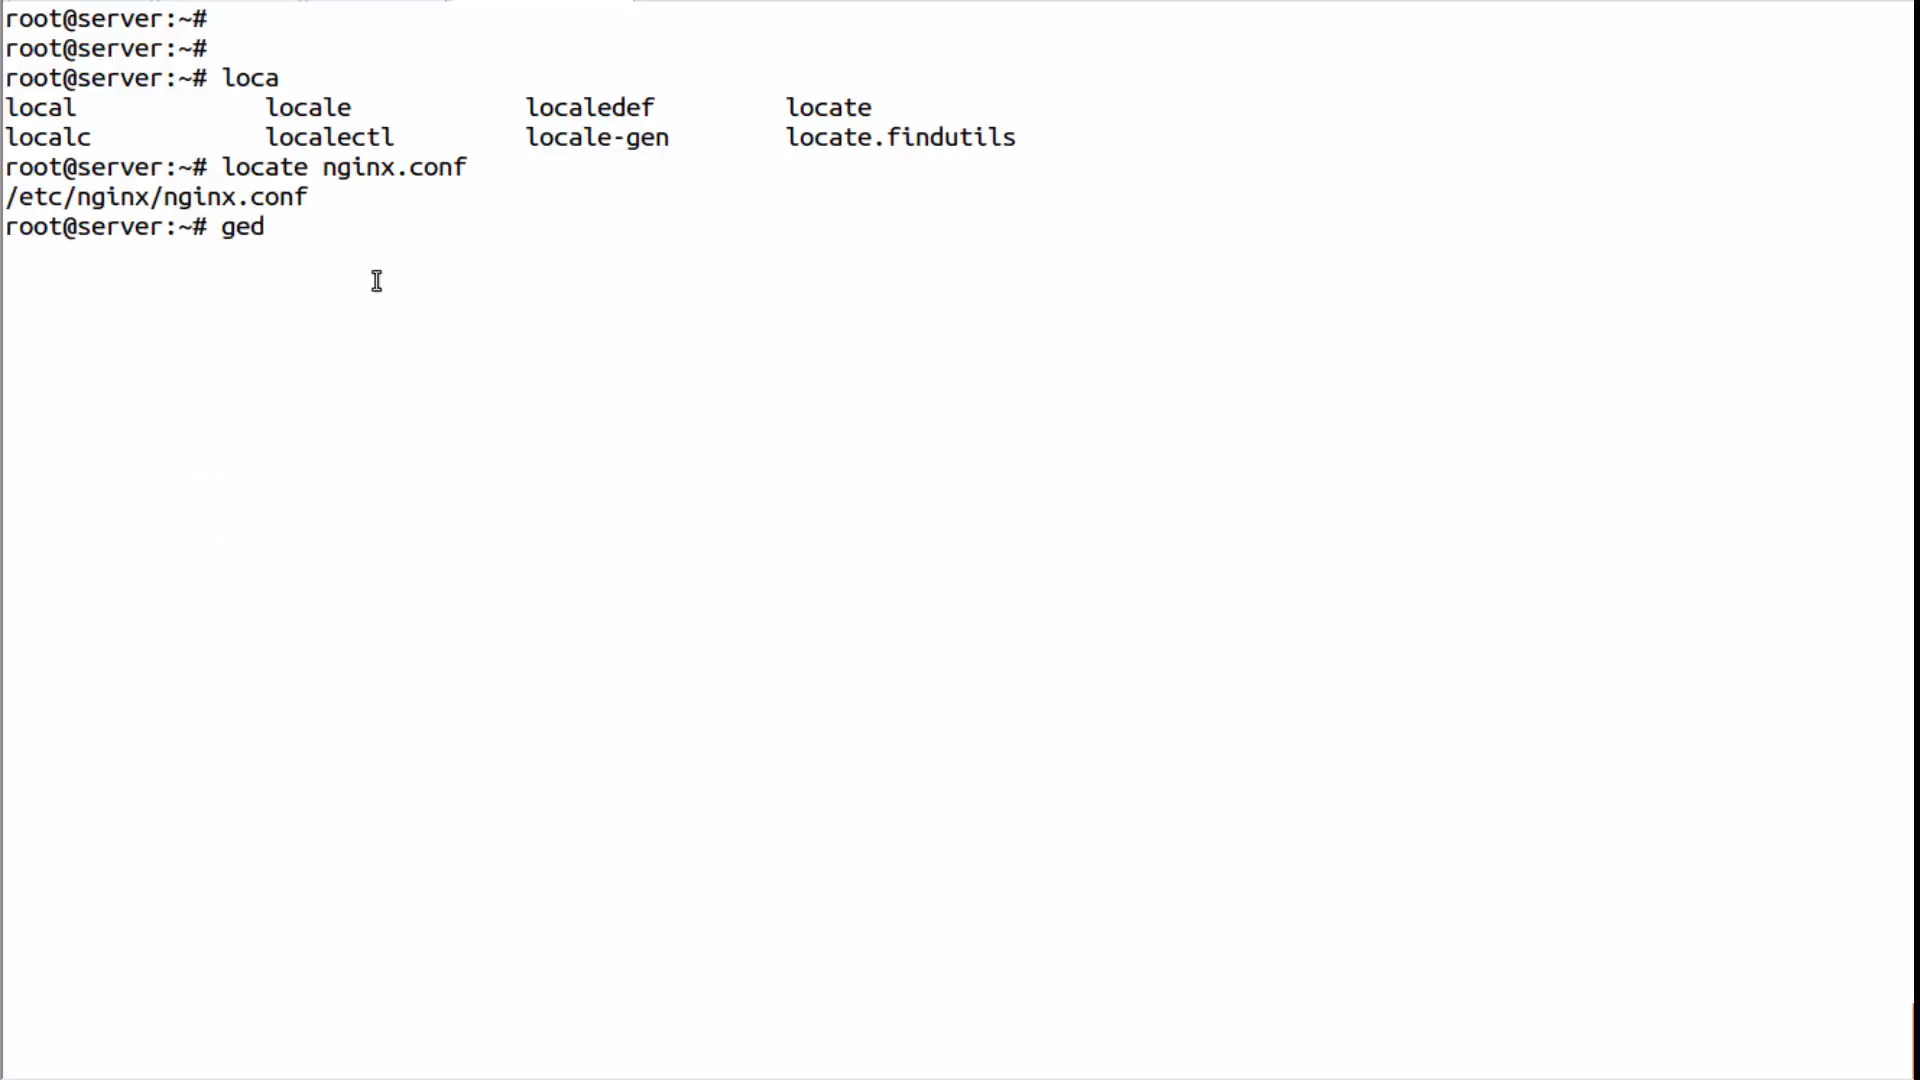 root@server:~#
root@server:~#
root@server:~# loca
local locale localedef locate
localc localectl locale-gen locate.findutils
root@server:~# locate nginx.conf
/etc/nginx/nginx.conf
root@server:~# ged